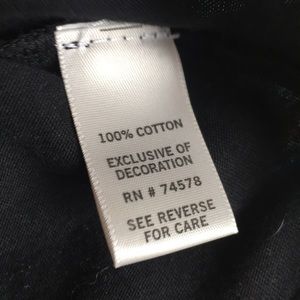 100% COTTON
EXCLUSIVE OF
DECORATION
RN # 74578
SEE REVERSE
FOR CARE